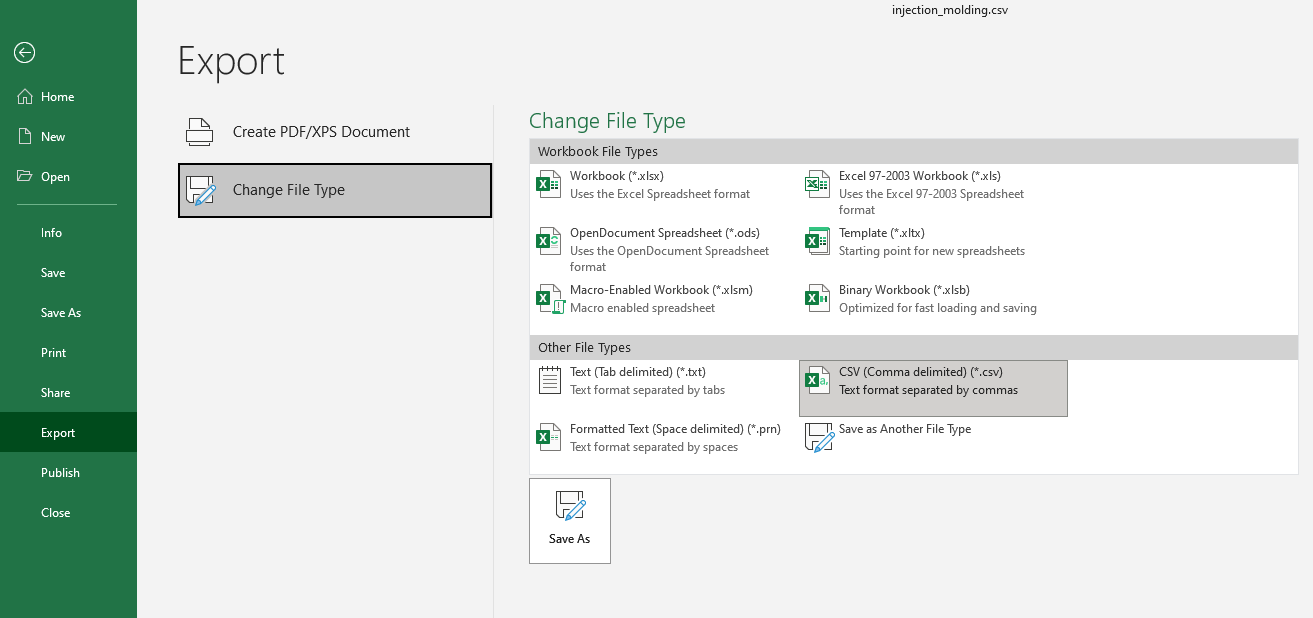 injection_molding.csv
Export
Home
New
Open
Info
Save
Save As
Print
Share
Export
Publish
Close
Create PDF/XPS Document
Change File Type
Change File Type
Workbook File Types
Workbook (*.xlsx)
Uses the Excel Spreadsheet format
Excel 97-2003 Workbook (*.xls)
Uses the Excel 97-2003 Spreadsheet
format
OpenDocument Spreadsheet (*.ods)
Uses the OpenDocument Spreadsheet
format
Template (*.xltx)
Starting point for new spreadsheets
Macro-Enabled Workbook (*.xlsm)
Macro enabled spreadsheet
Binary Workbook (*.xlsb)
Optimized for fast loading and saving
Other File Types
Text (Tab delimited) (*.txt)
Text format separated by tabs
CSV (Comma delimited) (*.csv)
Text format separated by commas
Formatted Text (Space delimited) (*.prn)
Text format separated by spaces
Save as Another File Type
Save As